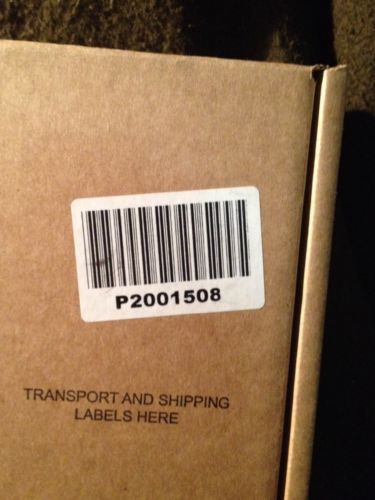 P2001508
TRANSPORT AND SHIPPING
LABELS HERE